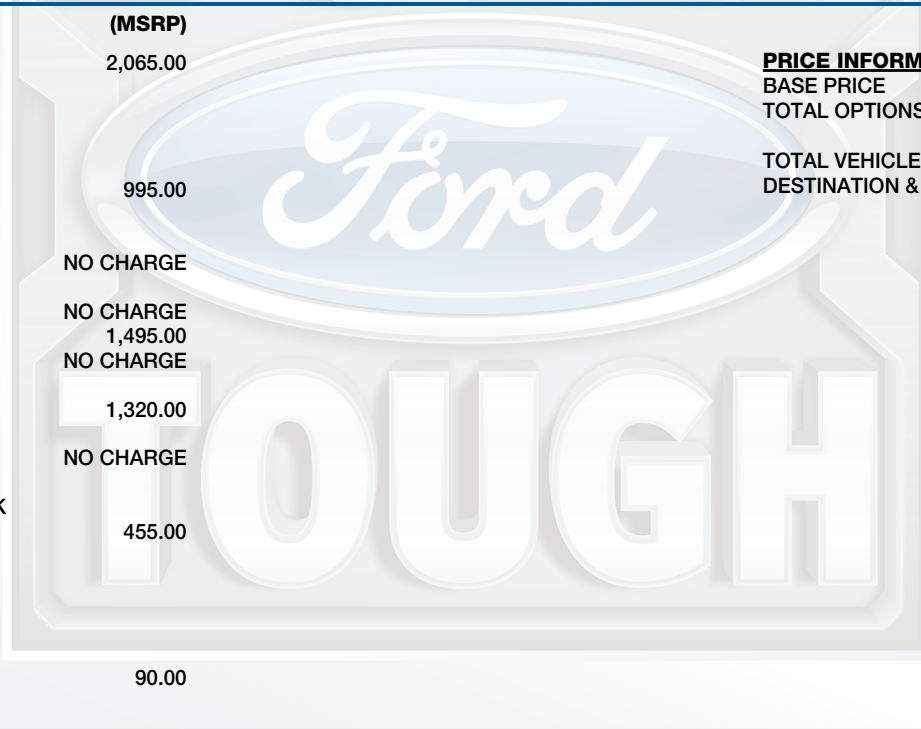 (MSRP)
2,065.00
995.00
NO CHARGE
NO CHARGE
1,495.00
NO CHARGE
1,320.00
NO CHARGE
K
455.00
90.00
PRICE INFORM
BASE PRICE
TOTAL OPTIONS
TOTAL VEHICLE
DESTINATION &
Ford
TOUGH